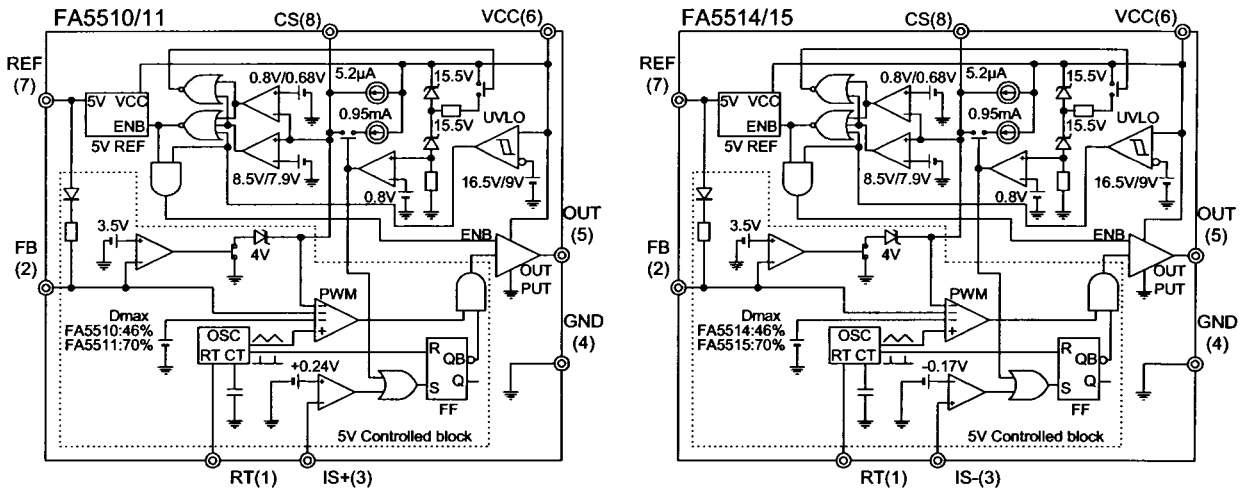 FA5510/11
CS(8)
VCC(6)
REF
(7)
5V VCC
ENB
5V REF
0.8V/0.68V
5.2μA
0.95mA
15.5V
15.5V
UVLO
8.5V/7.9V
0.8V
16.5V/9V
OUT
(5)
3.5V
4V
ENB
OUT
PUT
FB
(2)
PWM
Dmax
FA5510:46%
FA5511:70%
OSC
RT CT
+0.24V
R
QB
S
Q
FF
GND
(4)
5V Controlled block
RT(1)
IS+(3)
FA5514/15
CS(8)
VCC(6)
REF
(7)
5V VCC
ENB
5V REF
0.8V/0.68V
5.2μA
0.95mA
15.5V
15.5V
UVLO
8.5V/7.9V
0.8V
16.5V/9V
OUT
(5)
3.5V
4V
ENB
OUT
PUT
FB
(2)
PWM
Dmax
FA5514:46%
FA5515:70%
OSC
RT CT
−0.17V
R
QB
S
Q
FF
GND
(4)
5V Controlled block
RT(1)
IS-(3)